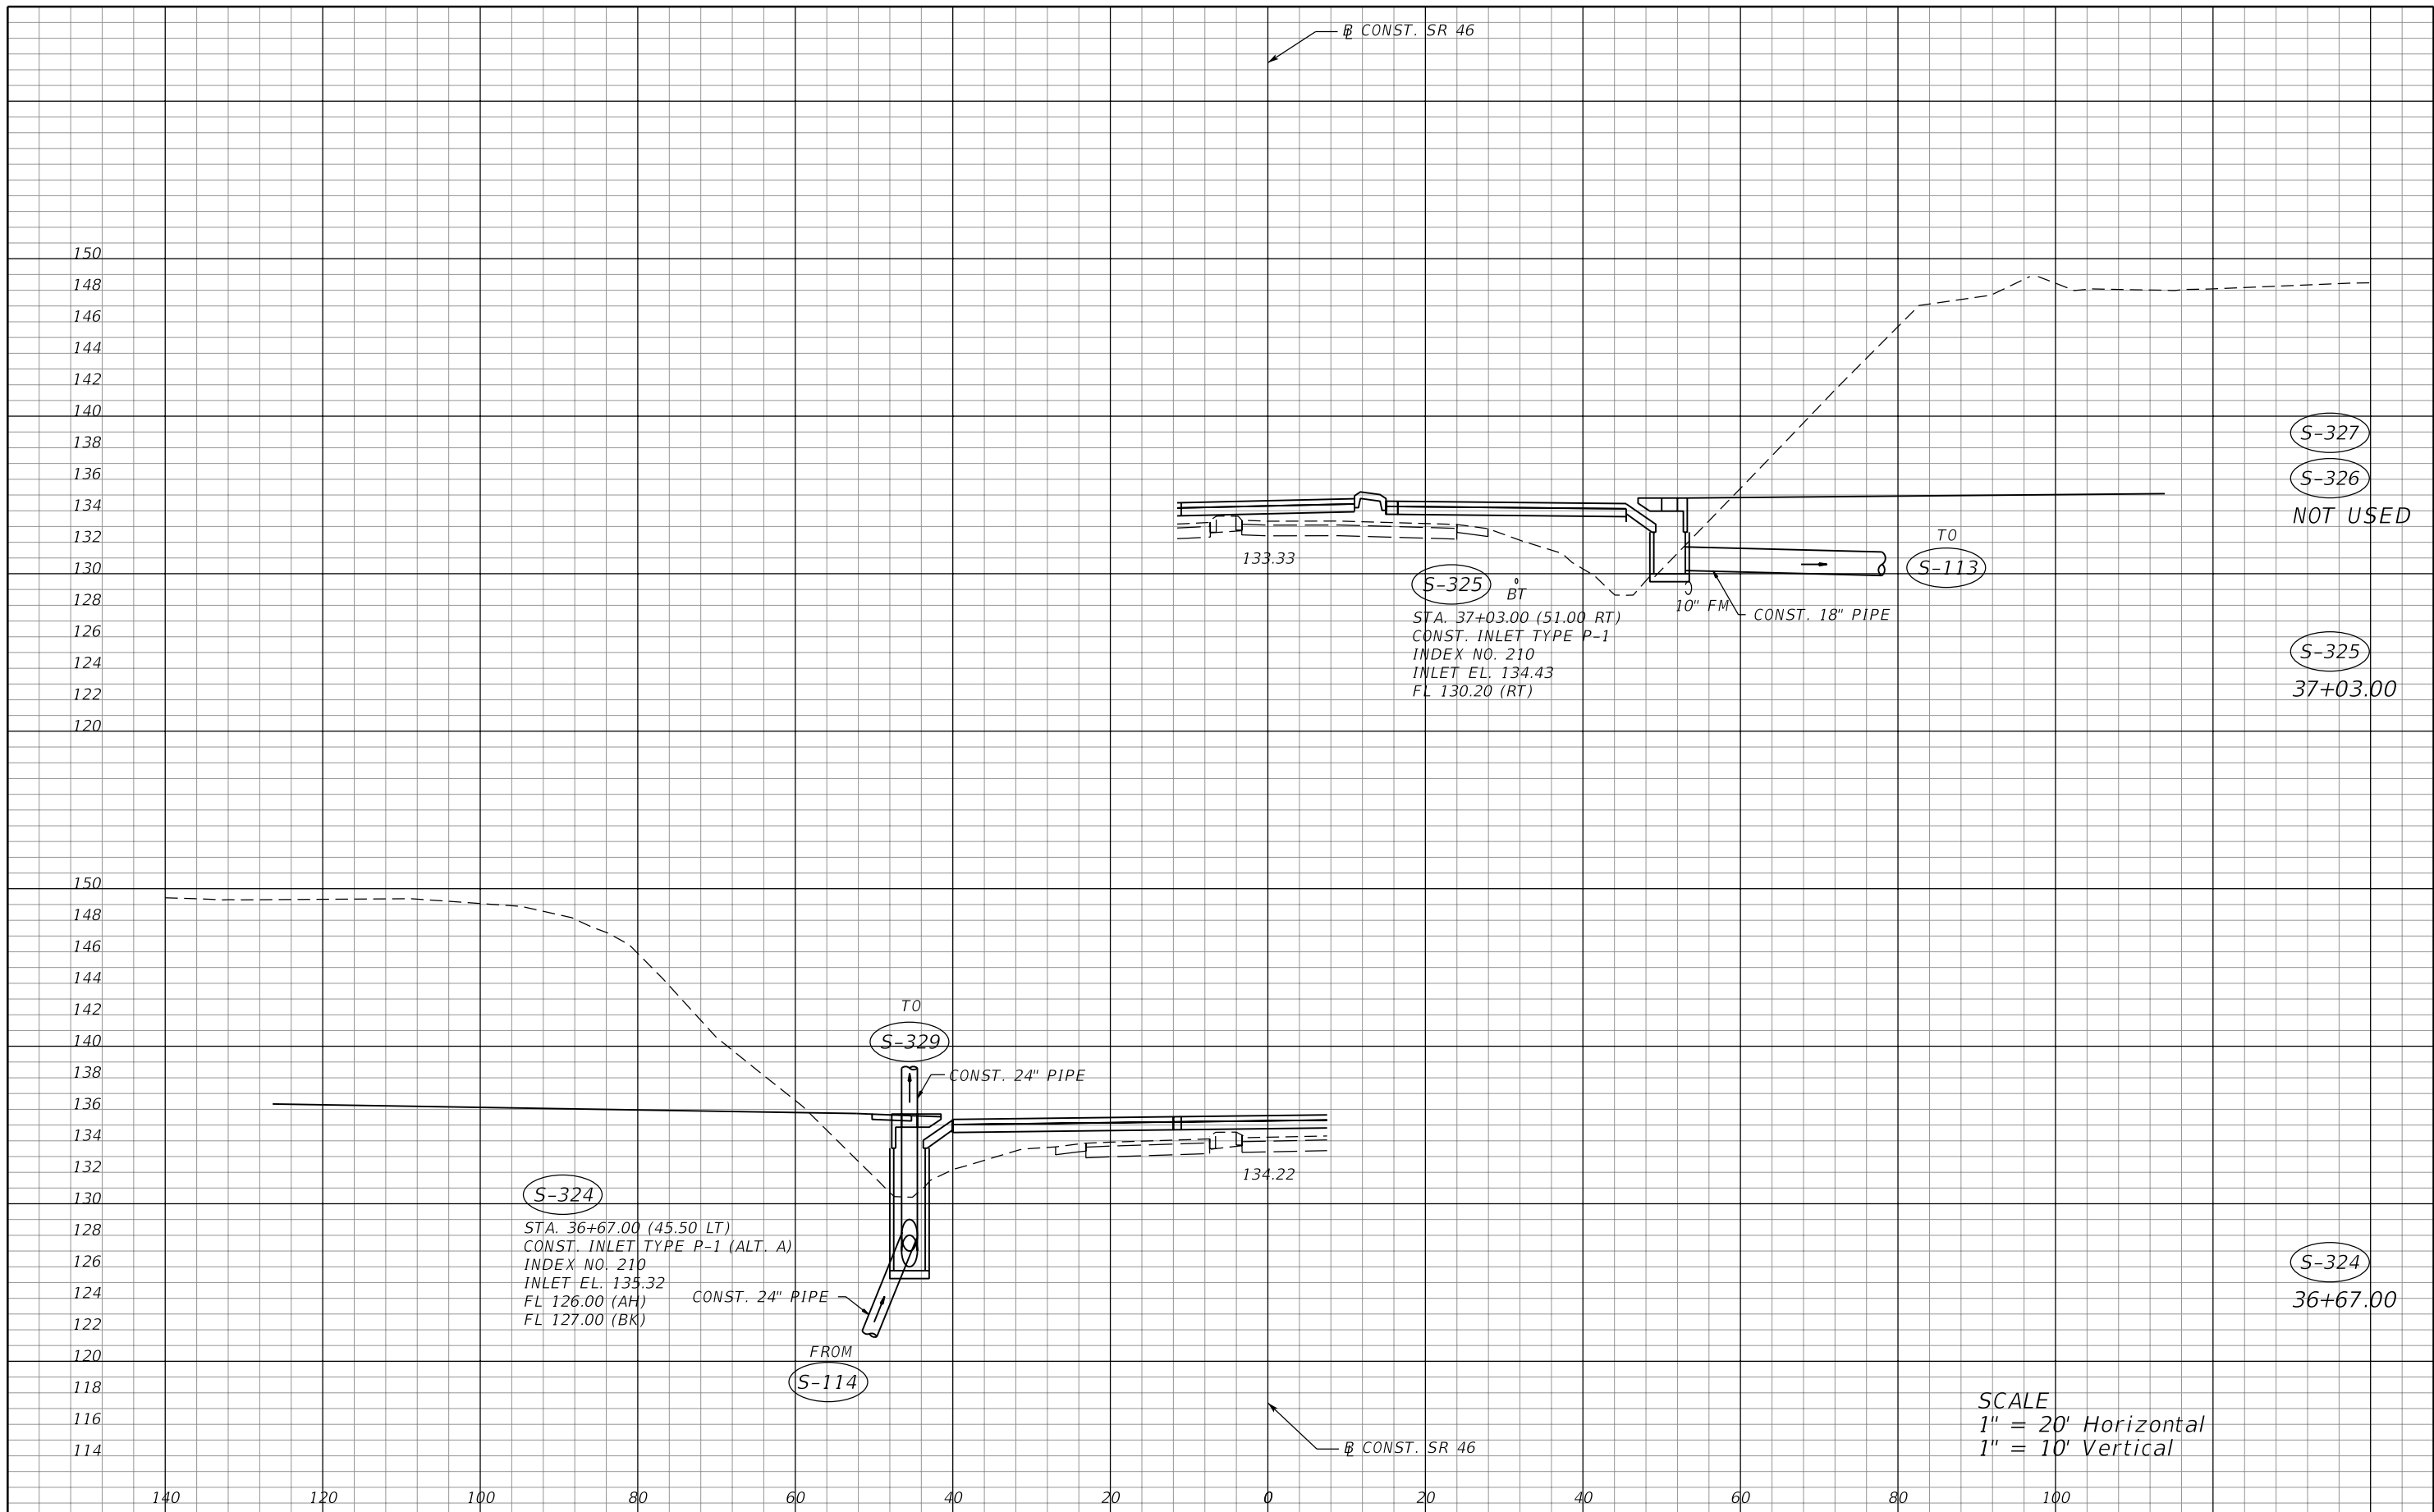 ℄ CONST. SR 46
150
148
146
144
142
140
138
136
134
132
130
128
126
124
122
120
S-327
S-326
NOT USED
133.33
TO
S-113
S-325
BT
10" FM
CONST. 18" PIPE
STA. 37+03.00 (51.00 RT)
CONST. INLET TYPE P-1
INDEX NO. 210
INLET EL. 134.43
FL 130.20 (RT)
S-325
37+03.00
150
148
146
144
142
140
138
136
134
132
130
128
126
124
122
120
118
116
114
TO
S-329
CONST. 24" PIPE
134.22
S-324
STA. 36+67.00 (45.50 LT)
CONST. INLET TYPE P-1 (ALT. A)
INDEX NO. 210
INLET EL. 135.32
FL 126.00 (AH)
FL 127.00 (BK)
CONST. 24" PIPE
FROM
S-114
S-324
36+67.00
SCALE
1" = 20' Horizontal
1" = 10' Vertical
℄ CONST. SR 46
140 120 100 80 60 40 20 0 20 40 60 80 100